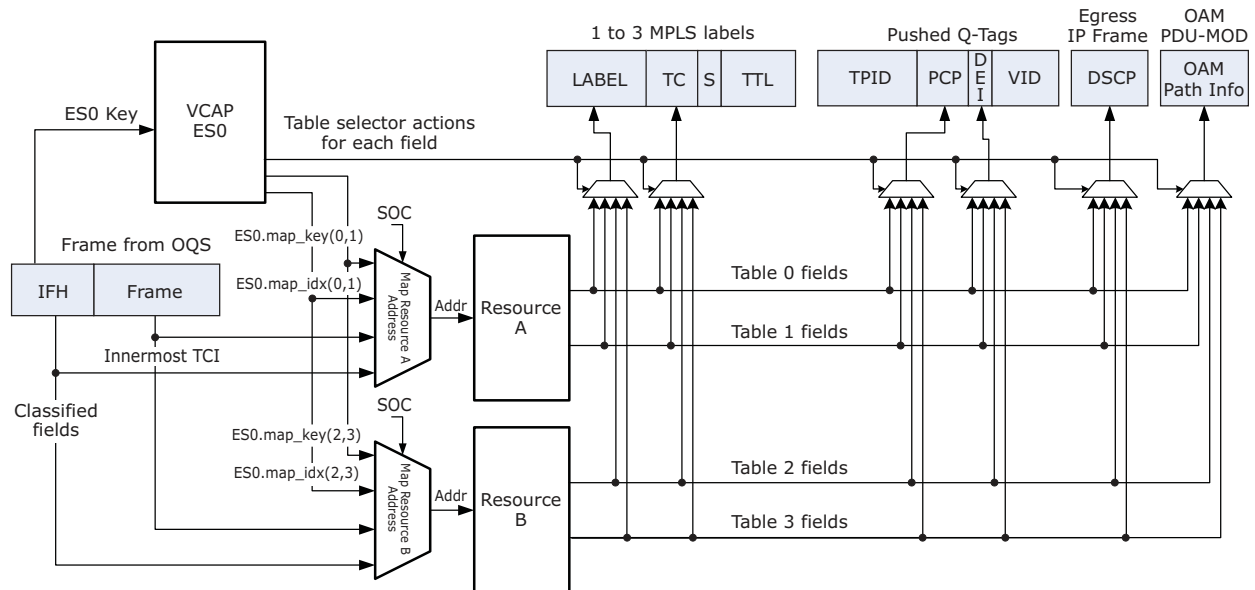 1 to 3 MPLS labels
LABEL
TC
S
TTL
Pushed Q-Tags
TPID
PCP
DEI
VID
Egress
IP Frame
DSCP
OAM
PDU-MOD
OAM
Path Info
ES0 Key
VCAP
ES0
Table selector actions
for each field
Frame from OQS
IFH
Frame
Innermost TCI
Classified
fields
ES0.map_key(0,1)
ES0.map_idx(0,1)
SOC
Map Resource A
Address
Addr
Resource
A
Table 0 fields
Table 1 fields
ES0.map_key(2,3)
ES0.map_idx(2,3)
SOC
Map Resource B
Address
Addr
Resource
B
Table 2 fields
Table 3 fields